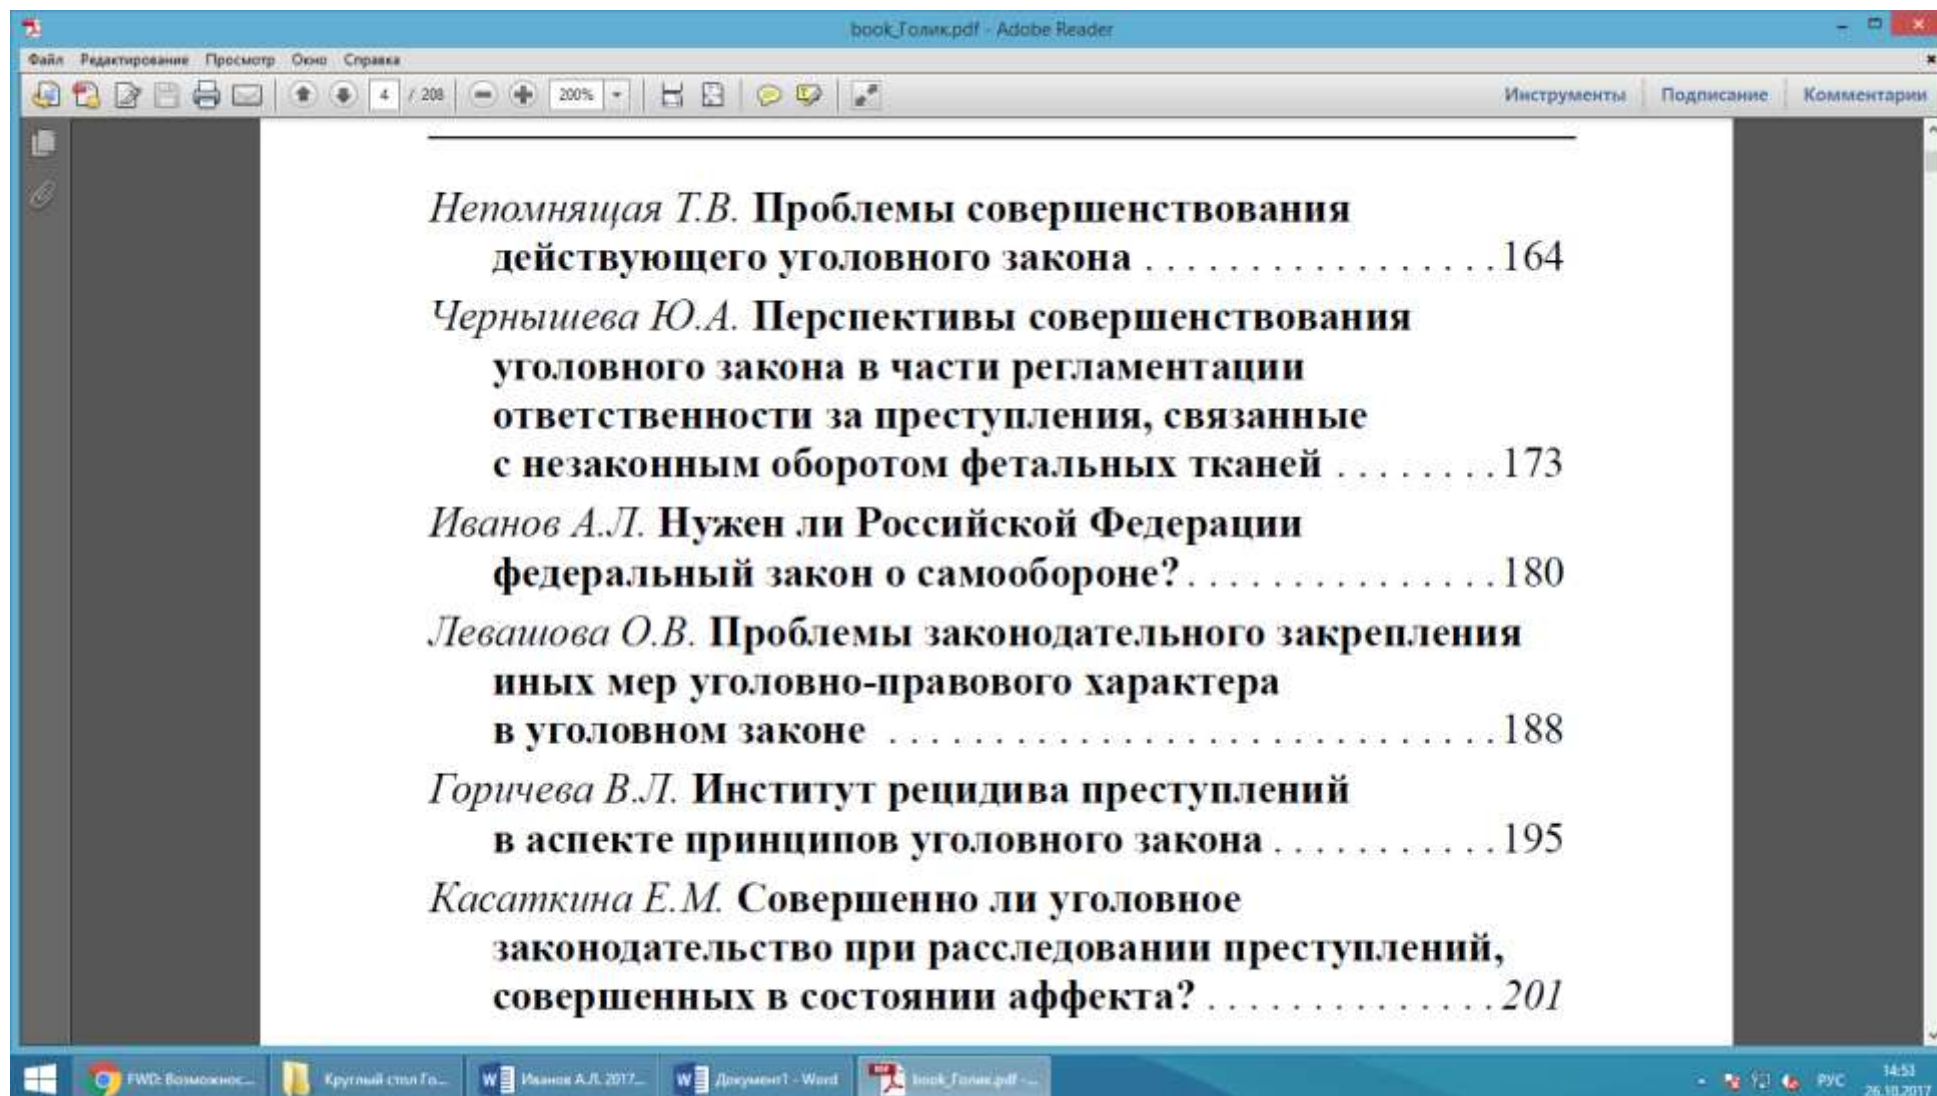 book_Голик.pdf - Adobe Reader
Файл Редактирование Просмотр Окно Справка
4 / 208 200% Инструменты Подписание Комментарии
Непомнящая Т.В. Проблемы совершенствования
действующего уголовного закона . . . . . . . . . . . . . . . . . 164
Чернышева Ю.А. Перспективы совершенствования
уголовного закона в части регламентации
ответственности за преступления, связанные
с незаконным оборотом фетальных тканей . . . . . . . . 173
Иванов А.Л. Нужен ли Российской Федерации
федеральный закон о самообороне? . . . . . . . . . . . . . . . 180
Левашова О.В. Проблемы законодательного закрепления
иных мер уголовно-правового характера
в уголовном законе . . . . . . . . . . . . . . . . . . . . . . . . . . . . . 188
Горичева В.Л. Институт рецидива преступлений
в аспекте принципов уголовного закона . . . . . . . . . . . 195
Касаткина Е.М. Совершенно ли уголовное
законодательство при расследовании преступлений,
совершенных в состоянии аффекта? . . . . . . . . . . . . . . 201
FWD: Возможнос... Круглый стол Го... Иванов А.Л. 2017... Документ1 - Word book_Голик.pdf -... РУС 14:53
26.10.2017